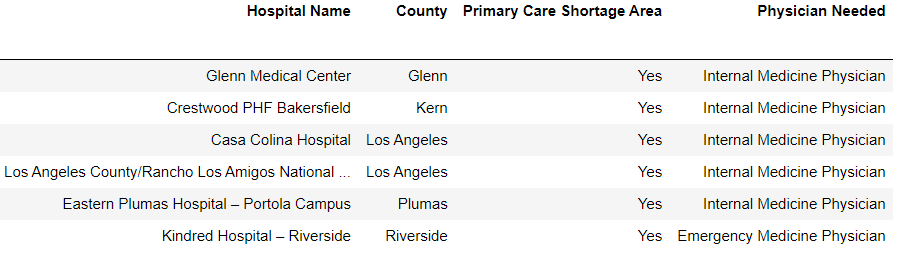 Hospital Name County Primary Care Shortage Area Physician Needed
Glenn Medical Center Glenn Yes Internal Medicine Physician
Crestwood PHF Bakersfield Kern Yes Internal Medicine Physician
Casa Colina Hospital Los Angeles Yes Internal Medicine Physician
Los Angeles County/Rancho Los Amigos National ... Los Angeles Yes Internal Medicine Physician
Eastern Plumas Hospital – Portola Campus Plumas Yes Internal Medicine Physician
Kindred Hospital – Riverside Riverside Yes Emergency Medicine Physician